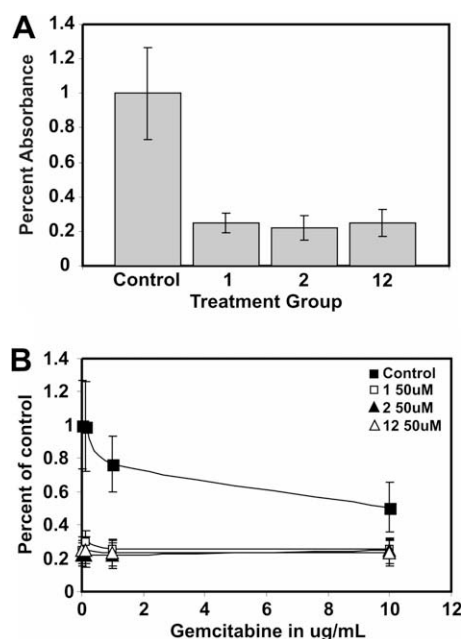 A
1.4
1.2
1
0.8
0.6
0.4
0.2
0
Percent Absorbance
Control 1 2 12
Treatment Group
B
1.4
1.2
1
0.8
0.6
0.4
0.2
0
Percent of control
Control
1 50uM
2 50uM
12 50uM
0 2 4 6 8 10 12
Gemcitabine in ug/mL